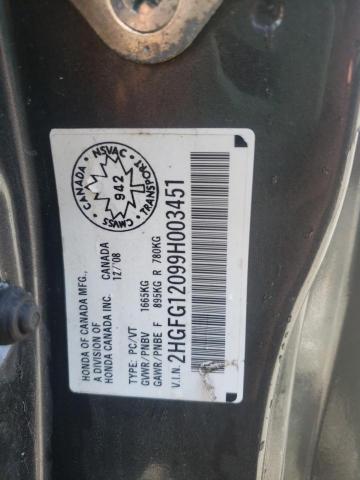 HONDA OF CANADA MFG.,
A DIVISION OF
HONDA CANADA INC. CANADA
12/'08
TYPE: PC/VT
GVWR/PNBV 1665KG
GAWR/PNBE F 895KG R 780KG
V.I.N. 2HGFG12099H003451
CANADA
NSVAC
TRANSPORT
CMVSS
942